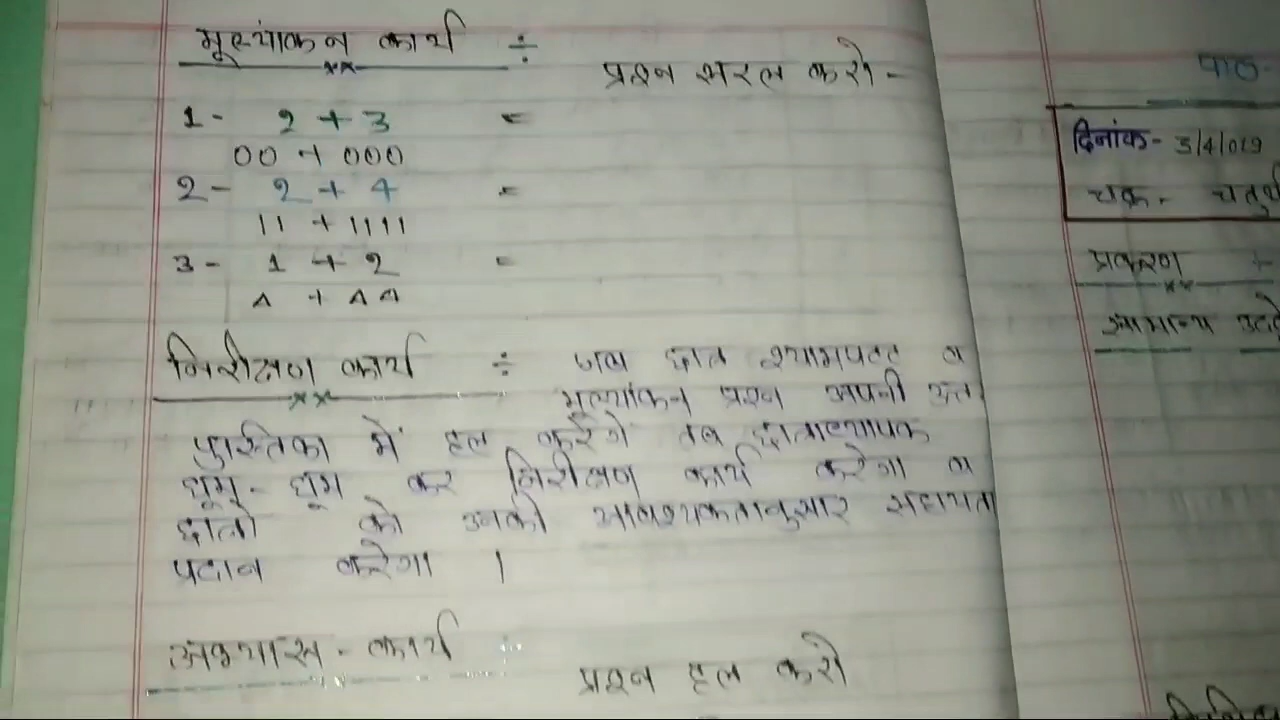 मूल्यांकन कार्य ÷
प्रश्न सरल करो -
1- 2 + 3 =
00 + 000
2- 2 + 4 =
11 + 1111
3- 1 + 2 =
△ + △△
निरीक्षण कार्य ÷ जब छात्र श्यामपट्ट व
मूल्यांकन प्रश्न अपनी उत्त
पुस्तिका में हल करेंगे तब छात्राध्यापक
घूम-घूम कर निरीक्षण कार्य करेगा व
छात्रों को उनकी आवश्यकतानुसार सहायता
प्रदान करेगा ।
अभ्यास - कार्य ÷
प्रश्न हल करो
पाठ-
दिनांक- 3/4/019
चक्र- चतुर्थ
प्रकरण ÷
सामान्य उद्दे